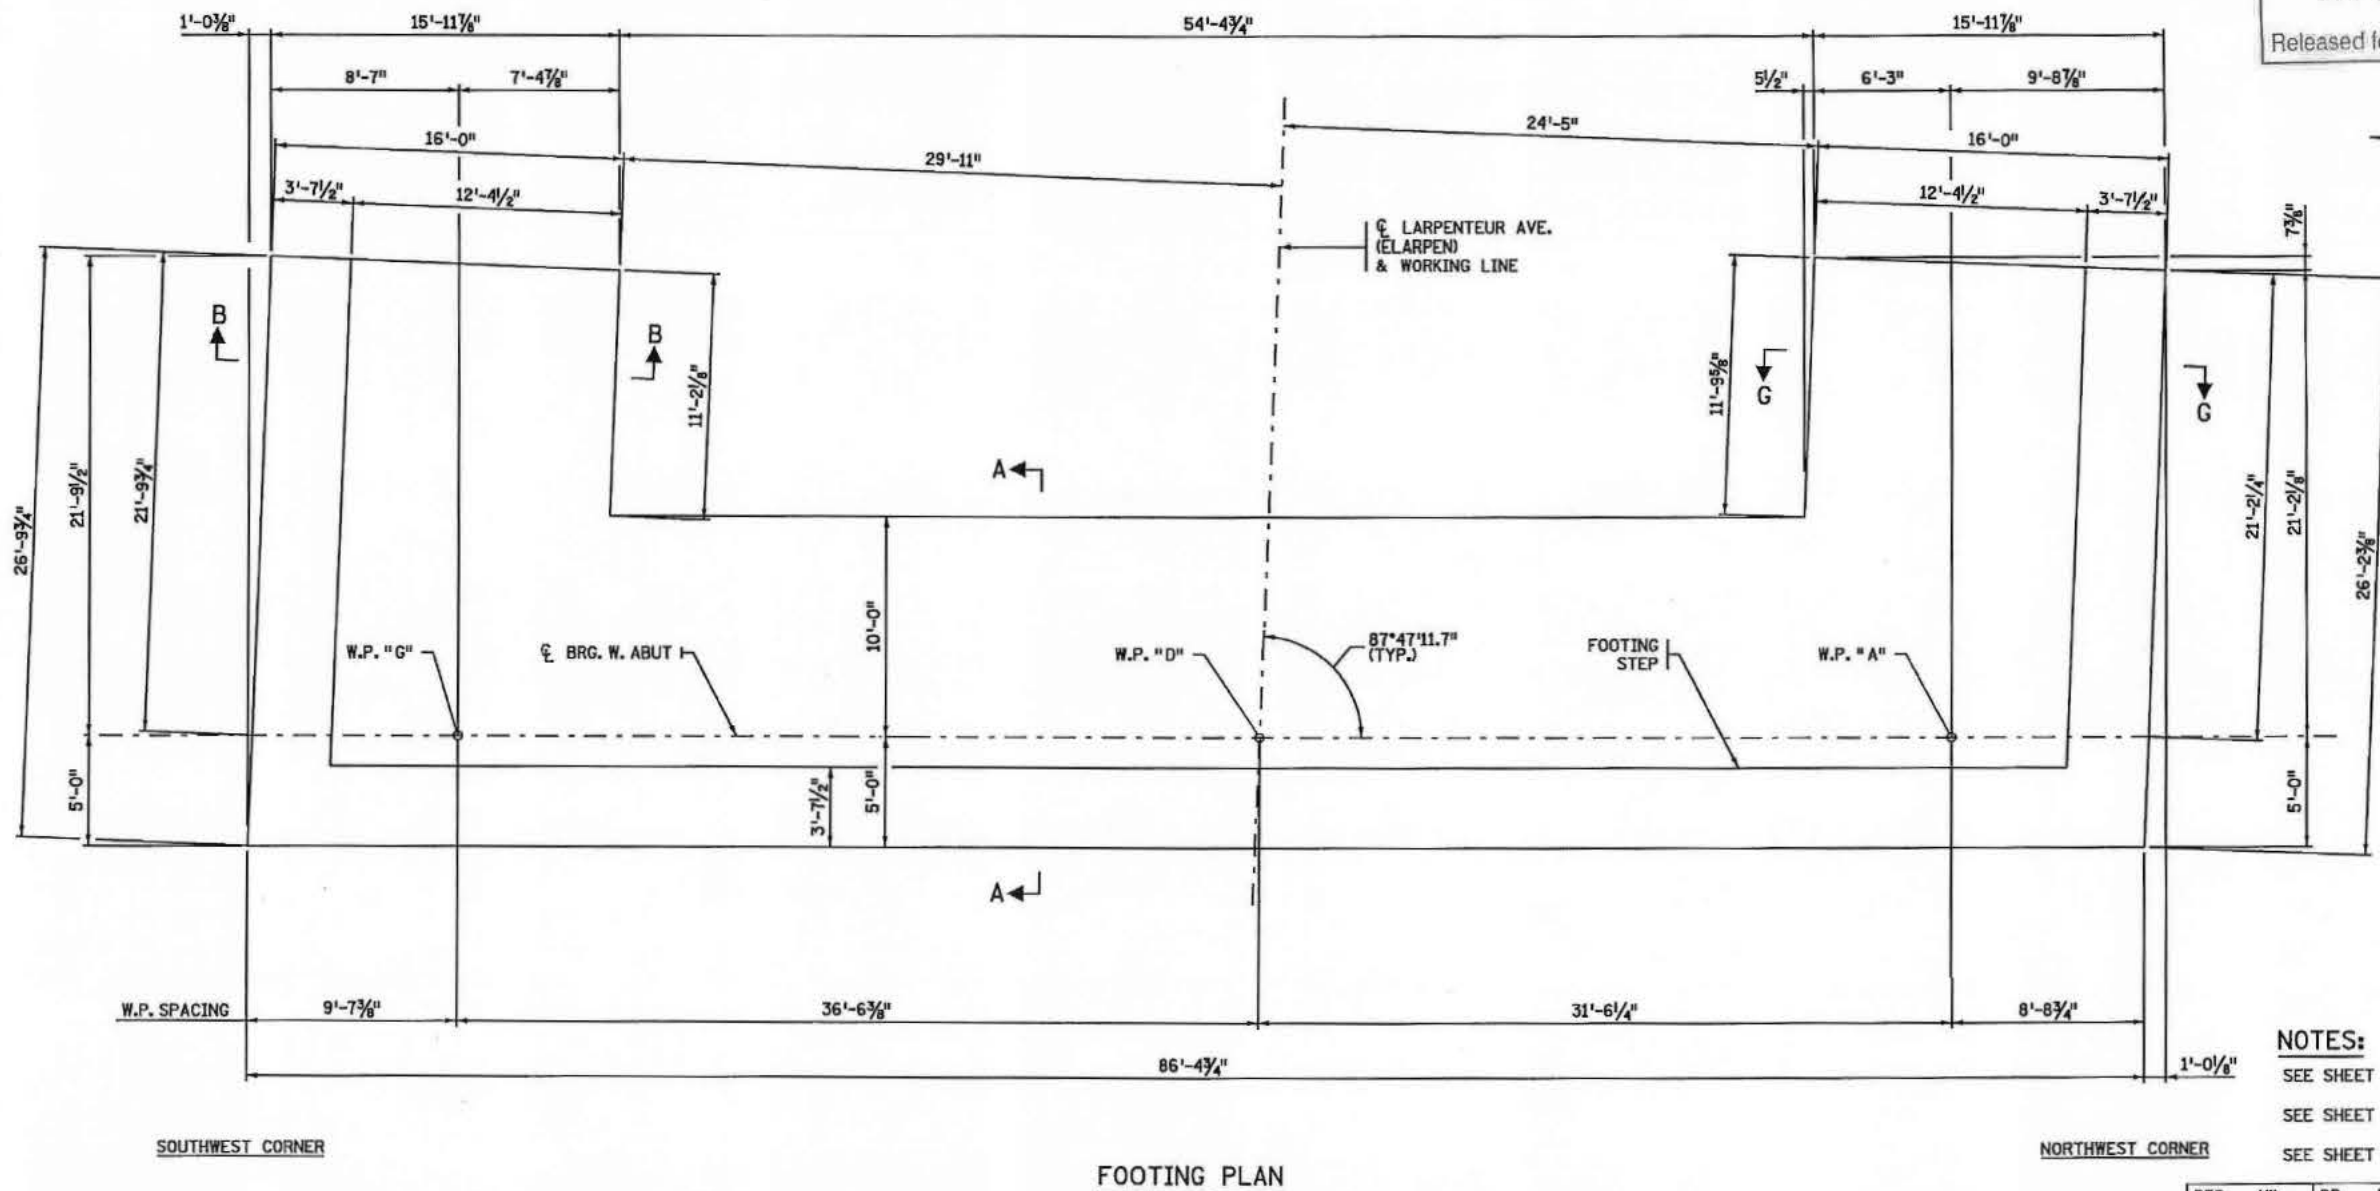 Released
1'-0⅜"
15'-11⅞"
54'-4¾"
15'-11⅞"
8'-7"
7'-4⅞"
5½"
6'-3"
9'-8⅞"
16'-0"
29'-11"
24'-5"
16'-0"
3'-7½"
12'-4½"
12'-4½"
3'-7½"
7⅜"
℄ LARPENTEUR AVE.
(ELARPEN)
& WORKING LINE
B
B
G
G
11'-2⅛"
11'-9⅝"
A
26'-9¾"
21'-9½"
21'-9¾"
21'-2¼"
21'-2⅛"
26'-2⅜"
W.P. "G"
℄ BRG. W. ABUT
10'-0"
W.P. "D"
87°47'11.7"
(TYP.)
FOOTING
STEP
W.P. "A"
5'-0"
3'-7½"
5'-0"
5'-0"
A
W.P. SPACING
9'-7⅜"
36'-6⅜"
31'-6¼"
8'-8¾"
86'-4¾"
1'-0⅛"
NOTES:
SEE SHEET
SEE SHEET
SEE SHEET
SOUTHWEST CORNER
NORTHWEST CORNER
FOOTING PLAN